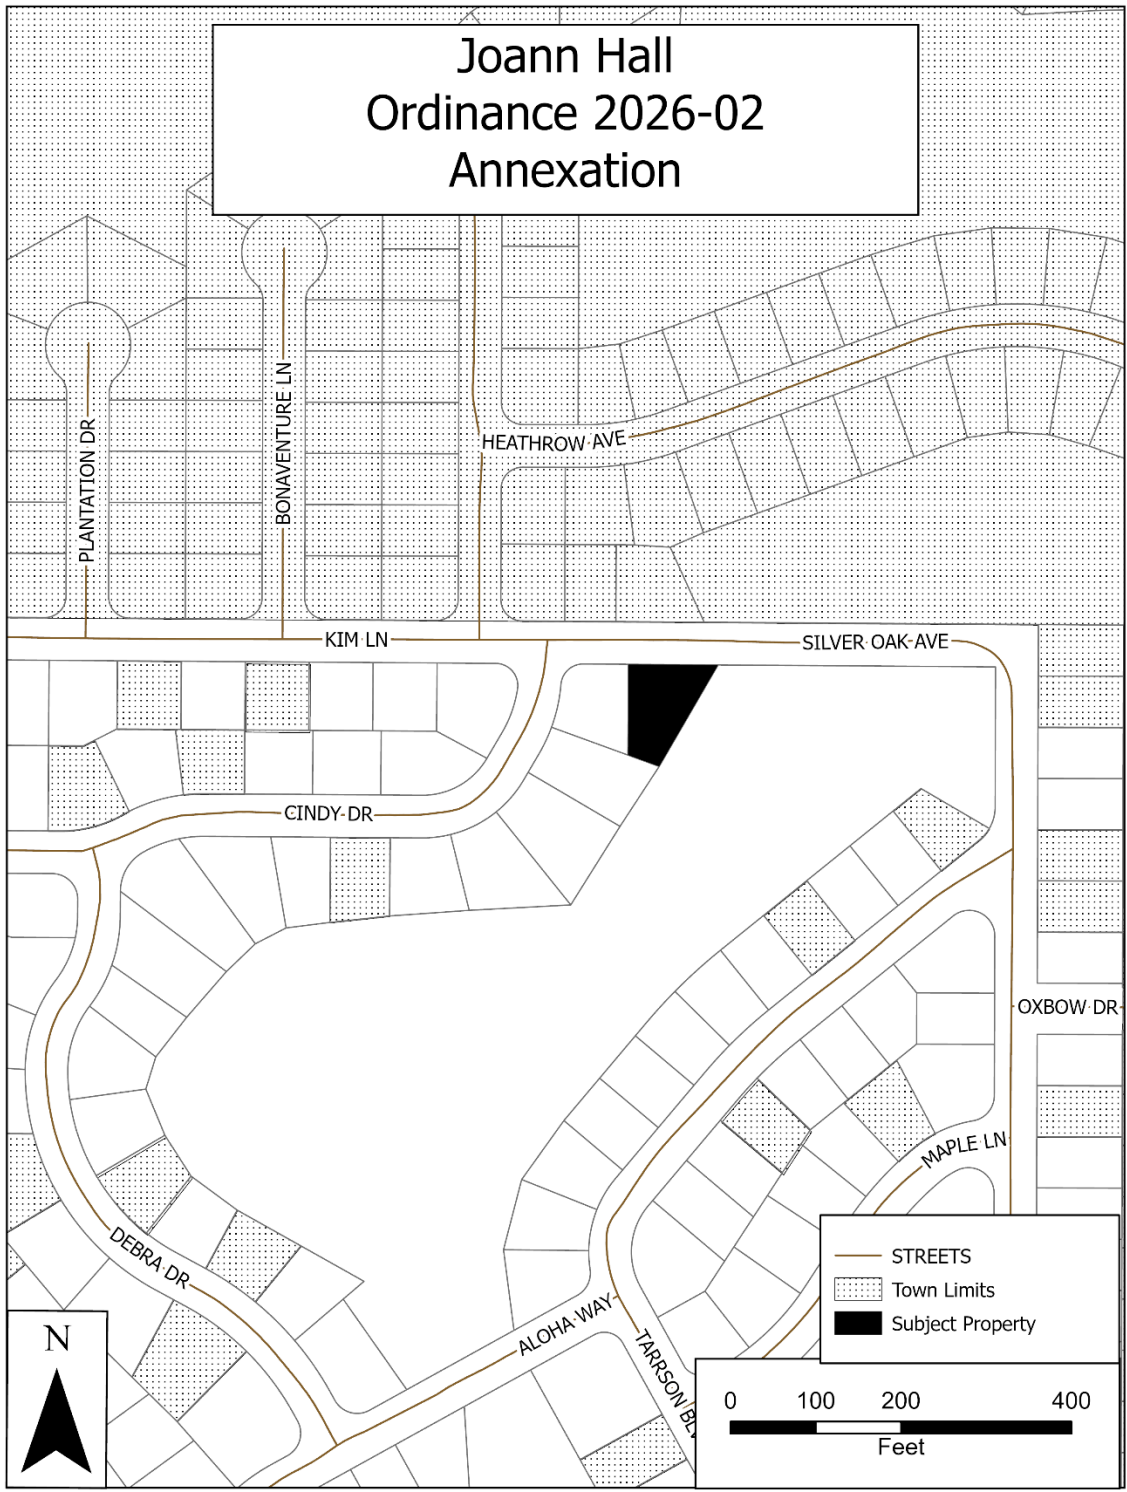 Joann Hall
Ordinance 2026-02
Annexation
PLANTATION DR
BONAVENTURE LN
HEATHROW AVE
KIM LN
SILVER OAK AVE
CINDY DR
OXBOW DR
MAPLE LN
DEBRA DR
ALOHA WAY
TARRSON BLV
STREETS
Town Limits
Subject Property
N
0 100 200 400
Feet